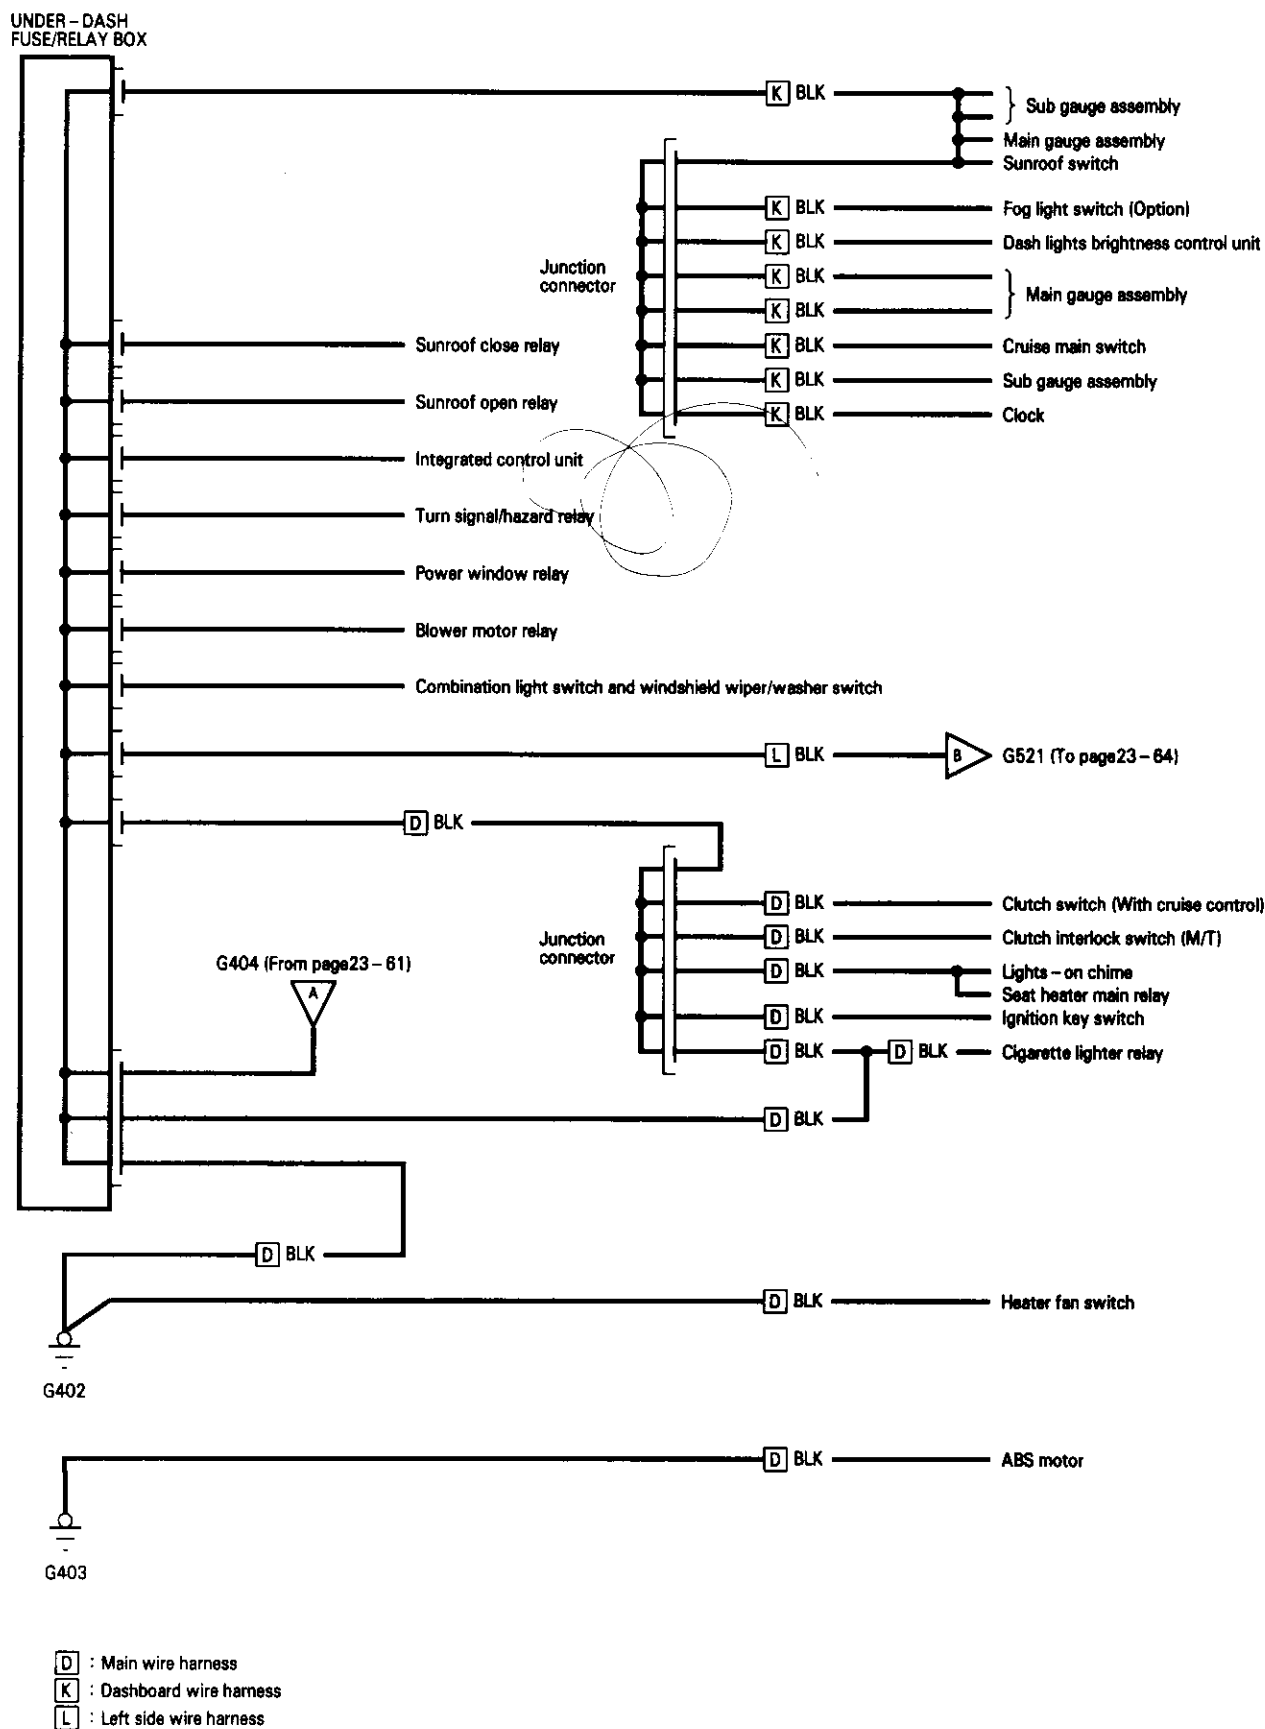 UNDER – DASH
FUSE/RELAY BOX
K BLK
Sub gauge assembly
Main gauge assembly
Sunroof switch
K BLK Fog light switch (Option)
K BLK Dash lights brightness control unit
Junction
connector
K BLK
K BLK
Main gauge assembly
Sunroof close relay
K BLK Cruise main switch
K BLK Sub gauge assembly
Sunroof open relay
K BLK Clock
Integrated control unit
Turn signal/hazard relay
Power window relay
Blower motor relay
Combination light switch and windshield wiper/washer switch
L BLK B G521 (To page23 – 64)
D BLK
D BLK Clutch switch (With cruise control)
Junction
connector
D BLK Clutch interlock switch (M/T)
G404 (From page23 – 61)
A
D BLK Lights – on chime
Seat heater main relay
D BLK Ignition key switch
D BLK D BLK Cigarette lighter relay
D BLK
D BLK
D BLK Heater fan switch
G402
D BLK ABS motor
G403
D : Main wire harness
K : Dashboard wire harness
L : Left side wire harness